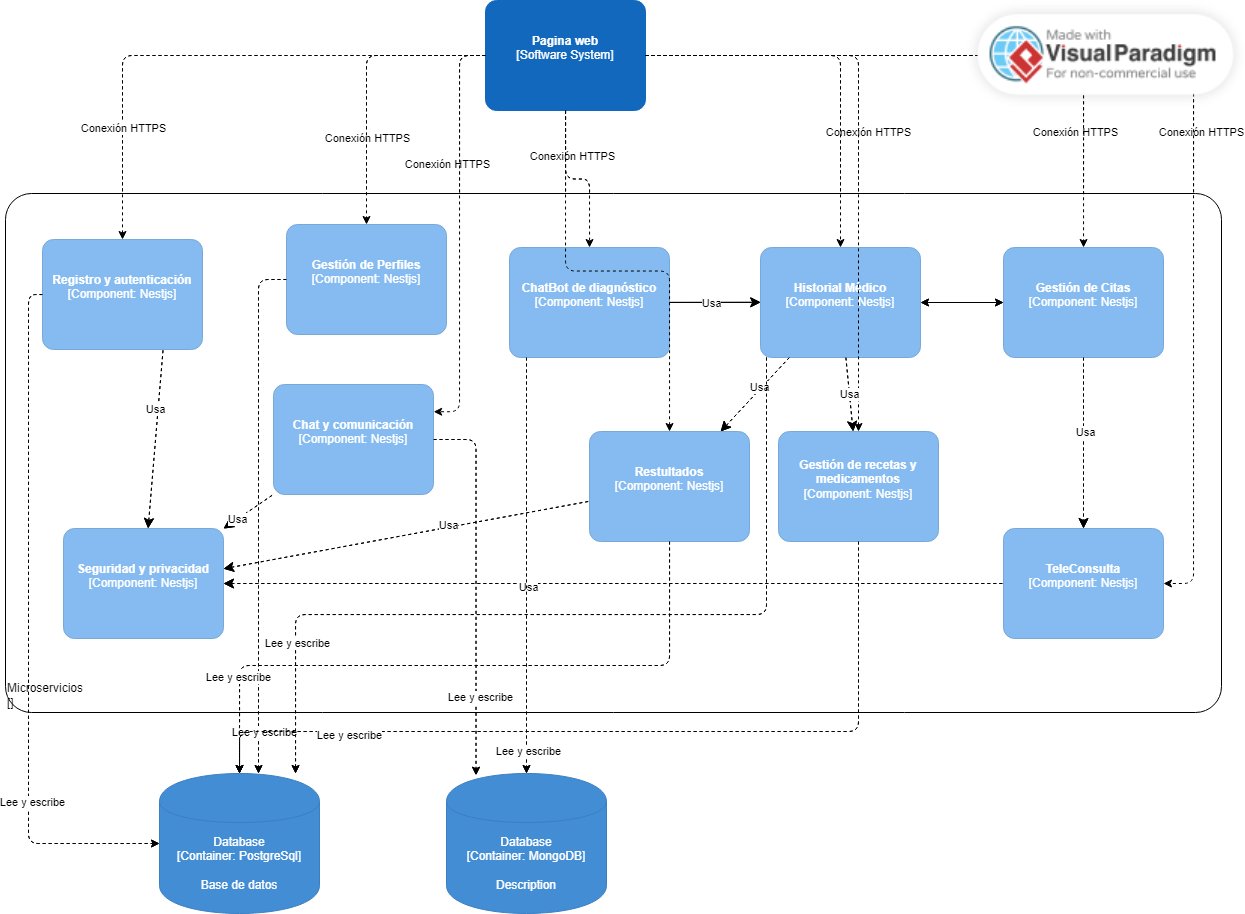 Pagina web
[Software System]
Made with
Visual Paradigm
For non-commercial use
Conexión HTTPS
Conexión HTTPS
Conexión HTTPS
Conexión HTTPS
Conexión HTTPS
Conexión HTTPS
Conexión HTTPS
Registro y autenticación
[Component: Nestjs]
Gestión de Perfiles
[Component: Nestjs]
ChatBot de diagnóstico
[Component: Nestjs]
Usa
Historial Médico
[Component: Nestjs]
Gestión de Citas
[Component: Nestjs]
Usa
Usa
Usa
Usa
Chat y comunicación
[Component: Nestjs]
Restultados
[Component: Nestjs]
Gestión de recetas y
medicamentos
[Component: Nestjs]
Usa
Usa
Seguridad y privacidad
[Component: Nestjs]
Usa
TeleConsulta
[Component: Nestjs]
Lee y escribe
Lee y escribe
Microservicios
[]
Lee y escribe
Lee y escribe
Lee y escribe
Lee y escribe
Lee y escribe
Database
[Container: PostgreSql]
Base de datos
Database
[Container: MongoDB]
Description